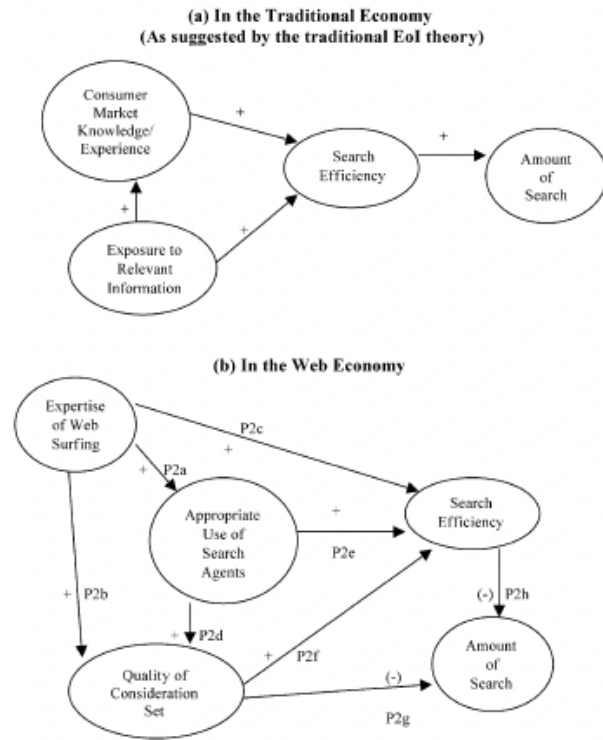 (a) In the Traditional Economy
(As suggested by the traditional EoI theory)
Consumer
Market
Knowledge/
Experience
+
+
Search
Efficiency
Amount
of
Search
+
+
Exposure to
Relevant
Information
(b) In the Web Economy
Expertise
of Web
Surfing
P2c
+
+ P2a
Appropriate
Use of
Search
Agents
+
P2e
Search
Efficiency
+ P2b
+ P2d
(-) P2h
Quality of
Consideration
Set
+ P2f
(-)
P2g
Amount
of
Search